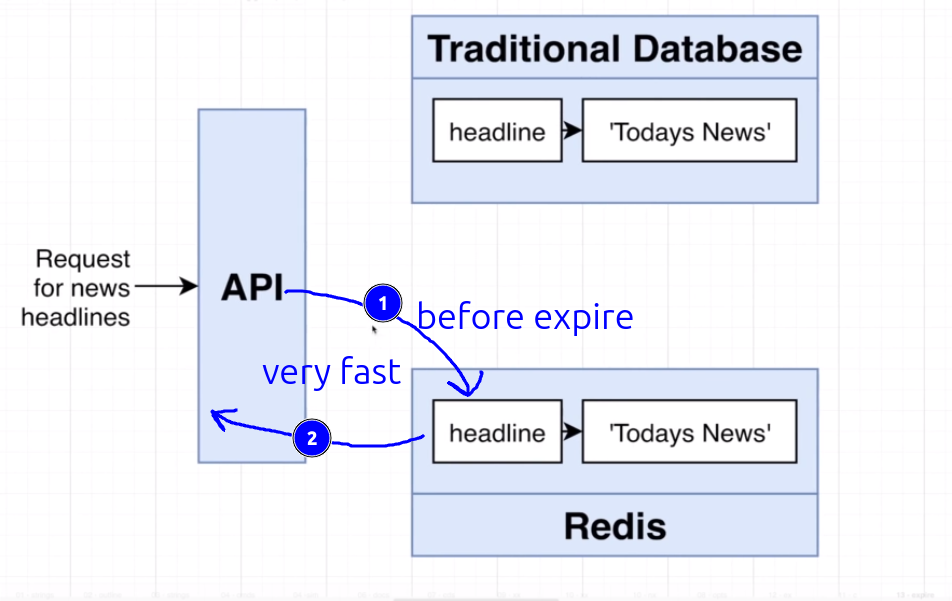 Traditional Database
headline
'Todays News'
Request
for news
headlines
API
1
before expire
very fast
2
headline
'Todays News'
Redis